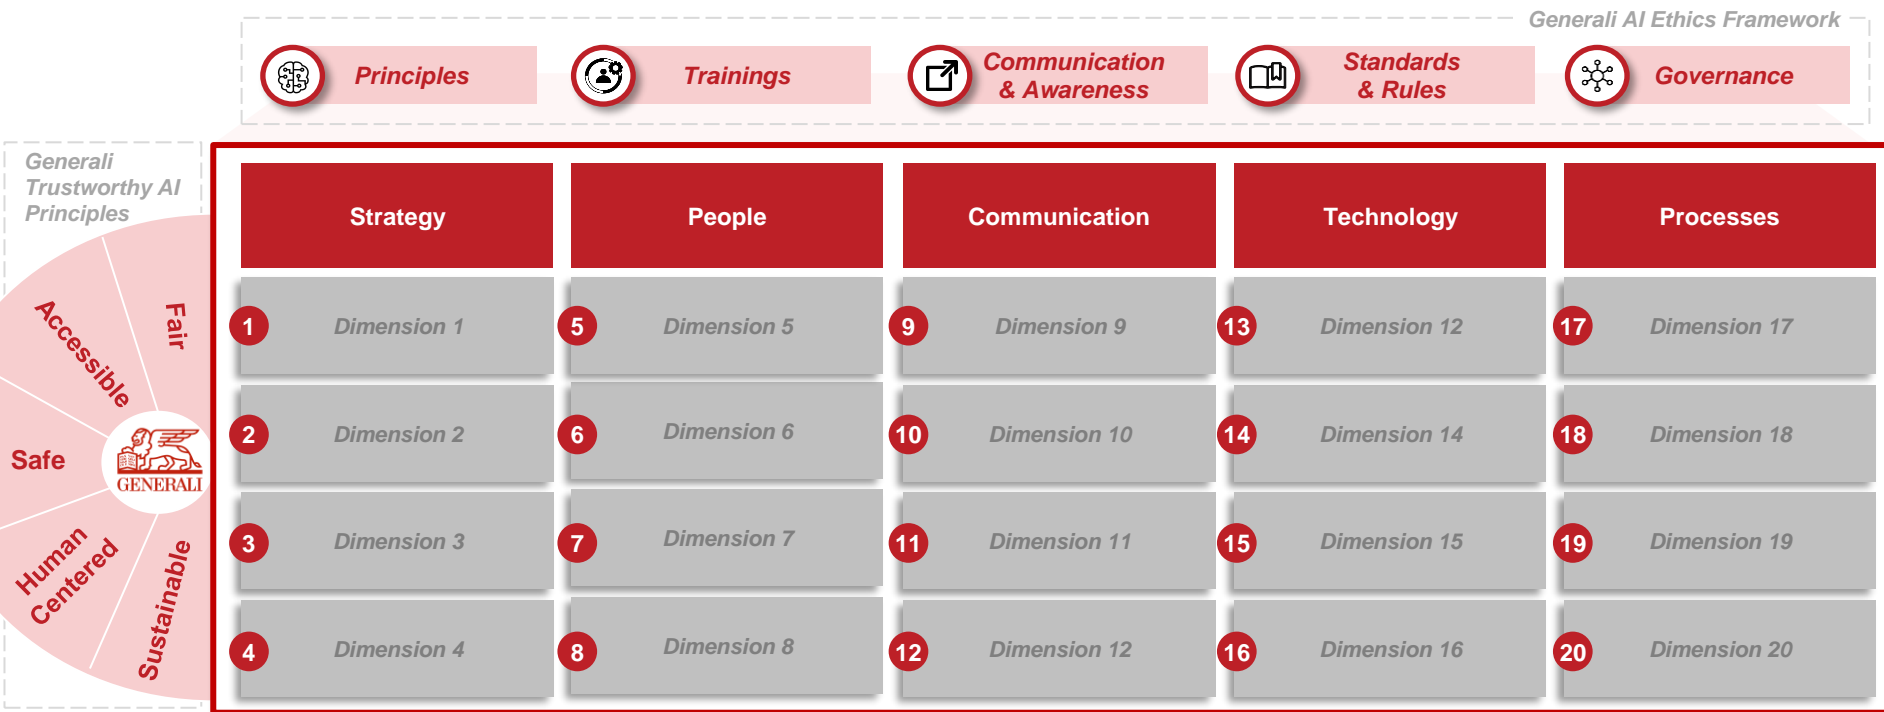 Generali AI Ethics Framework
Principles
Trainings
Communication
& Awareness
Standards
& Rules
Governance
Generali
Trustworthy AI
Principles
Fair
Accessible
Safe
Human
Centered
Sustainable
GENERALI
Strategy
People
Communication
Technology
Processes
1 Dimension 1
5 Dimension 5
9 Dimension 9
13 Dimension 12
17 Dimension 17
2 Dimension 2
6 Dimension 6
10 Dimension 10
14 Dimension 14
18 Dimension 18
3 Dimension 3
7 Dimension 7
11 Dimension 11
15 Dimension 15
19 Dimension 19
4 Dimension 4
8 Dimension 8
12 Dimension 12
16 Dimension 16
20 Dimension 20